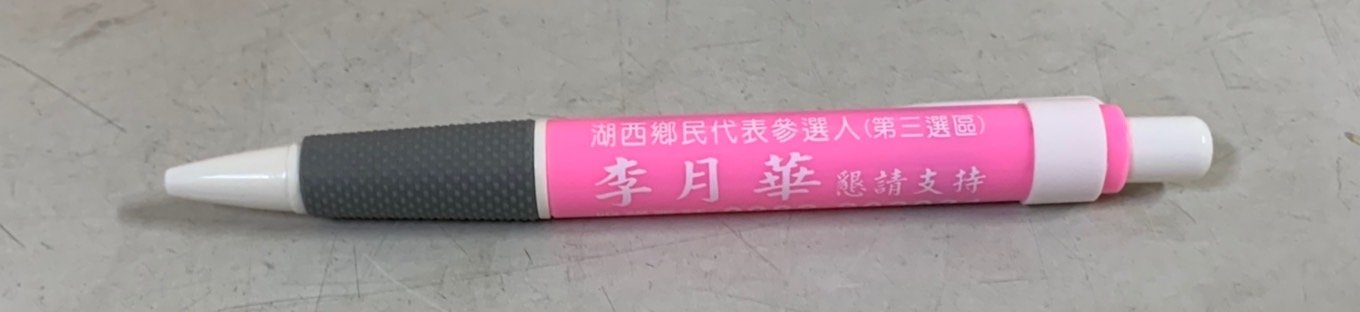 湖西鄉民代表參選人(第三選區)
李月華 懇請支持